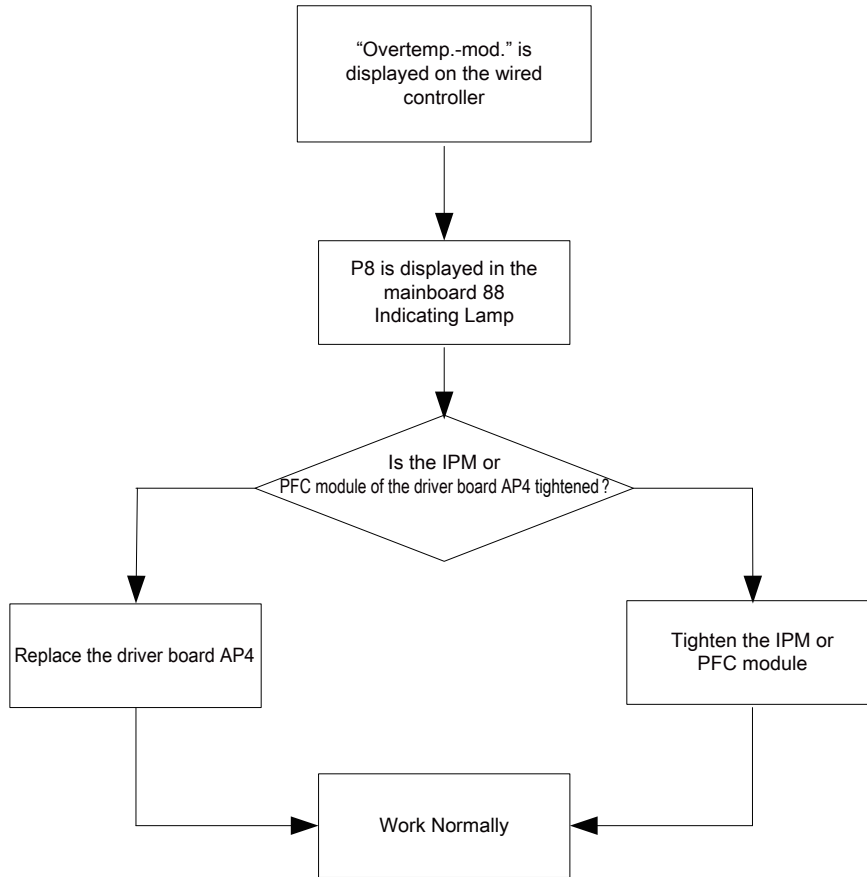 “Overtemp.-mod.” is
displayed on the wired
controller
P8 is displayed in the
mainboard 88
Indicating Lamp
Is the IPM or
PFC module of the driver board AP4 tightened?
Replace the driver board AP4
Tighten the IPM or
PFC module
Work Normally